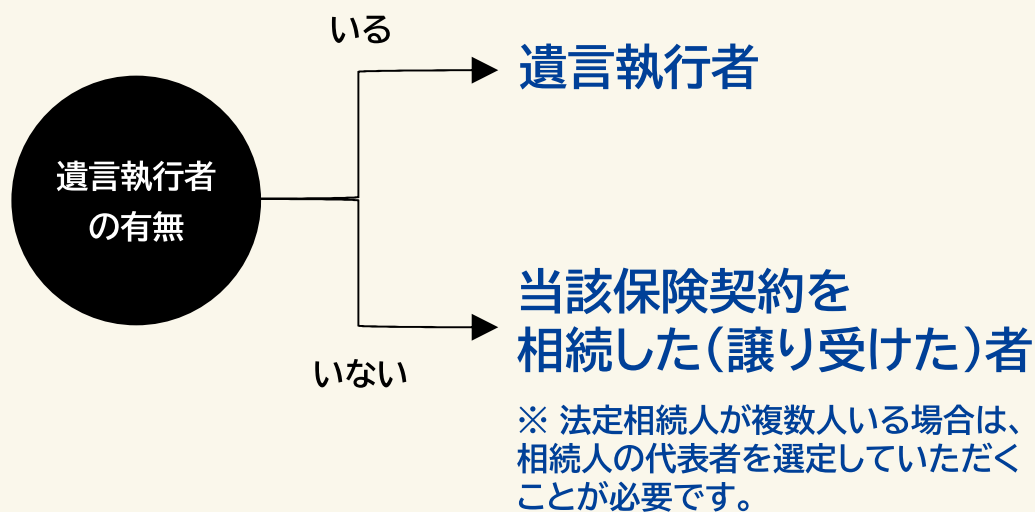 いる
遺言執行者
遺言執行者
の有無
当該保険契約を
相続した（譲り受けた）者
いない
※ 法定相続人が複数人いる場合は、
相続人の代表者を選定していただく
ことが必要です。